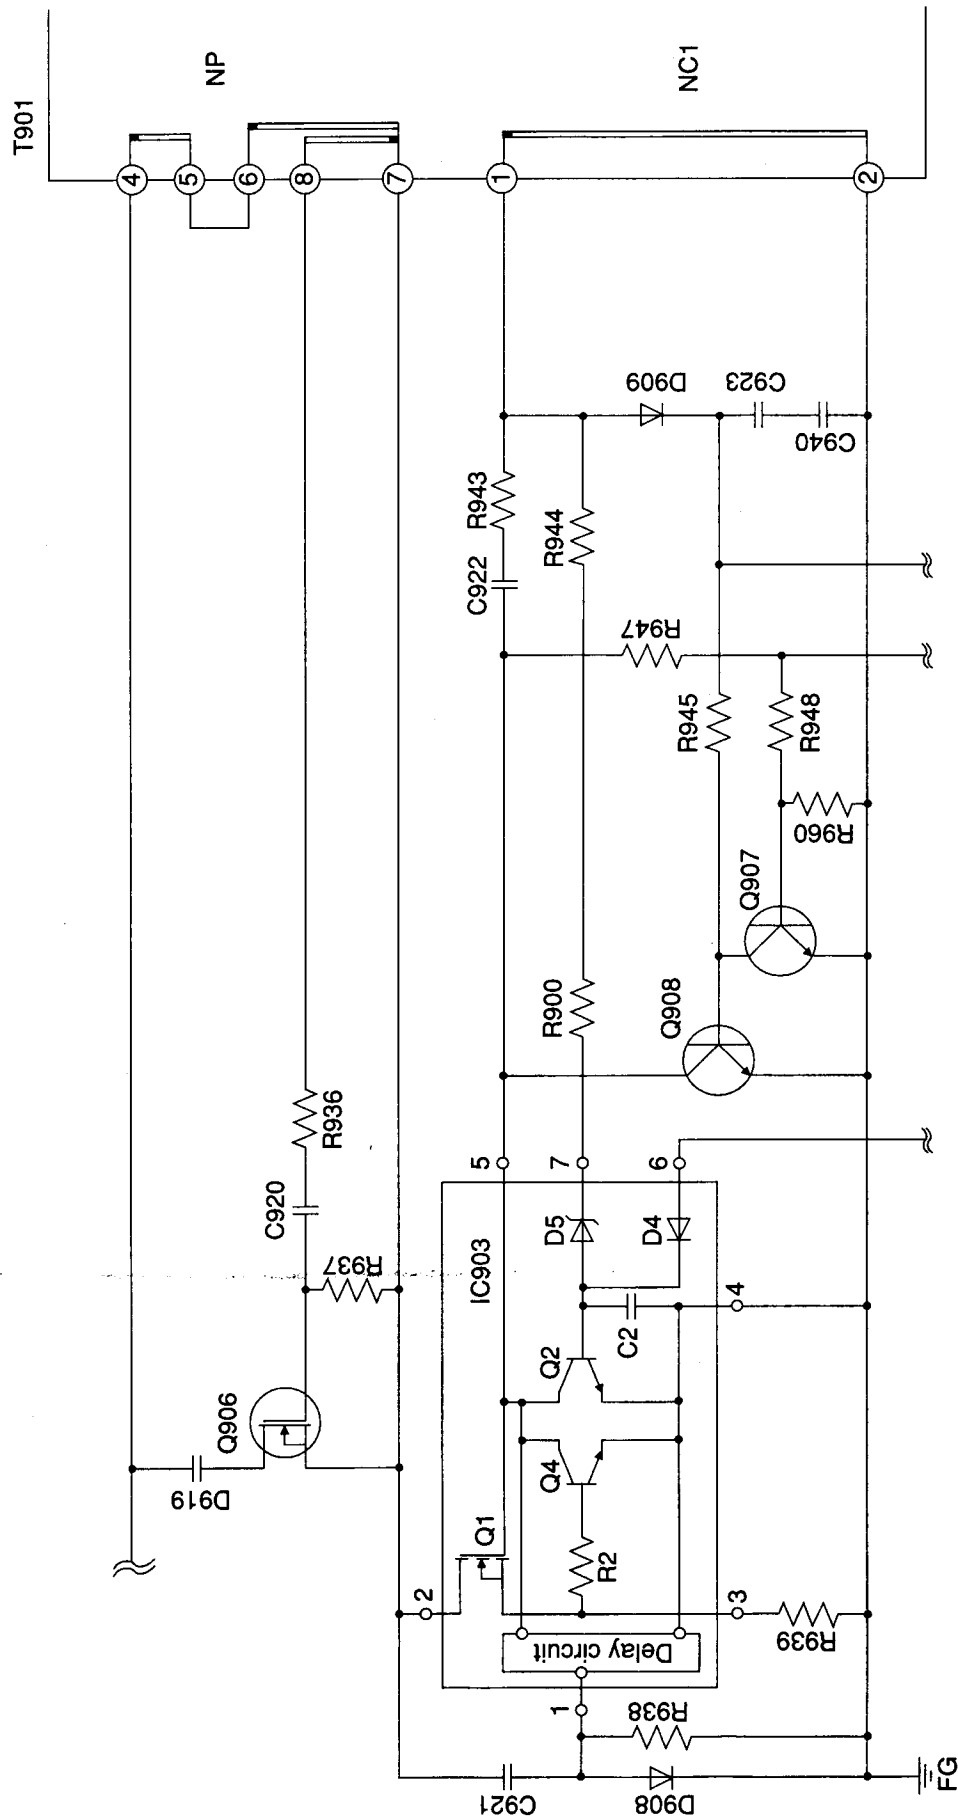 T901
NP
NC1
4
5
6
8
7
1
2
D909
C923
C940
R943
R944
C922
R947
R945
R948
R960
Q907
Q908
R900
R936
C920
R937
5
7
6
IC903
D5
D4
4
C2
Q2
Q906
Q4
D919
Q1
R2
2
3
Delay circuit
R939
1
R938
C921
D908
FG